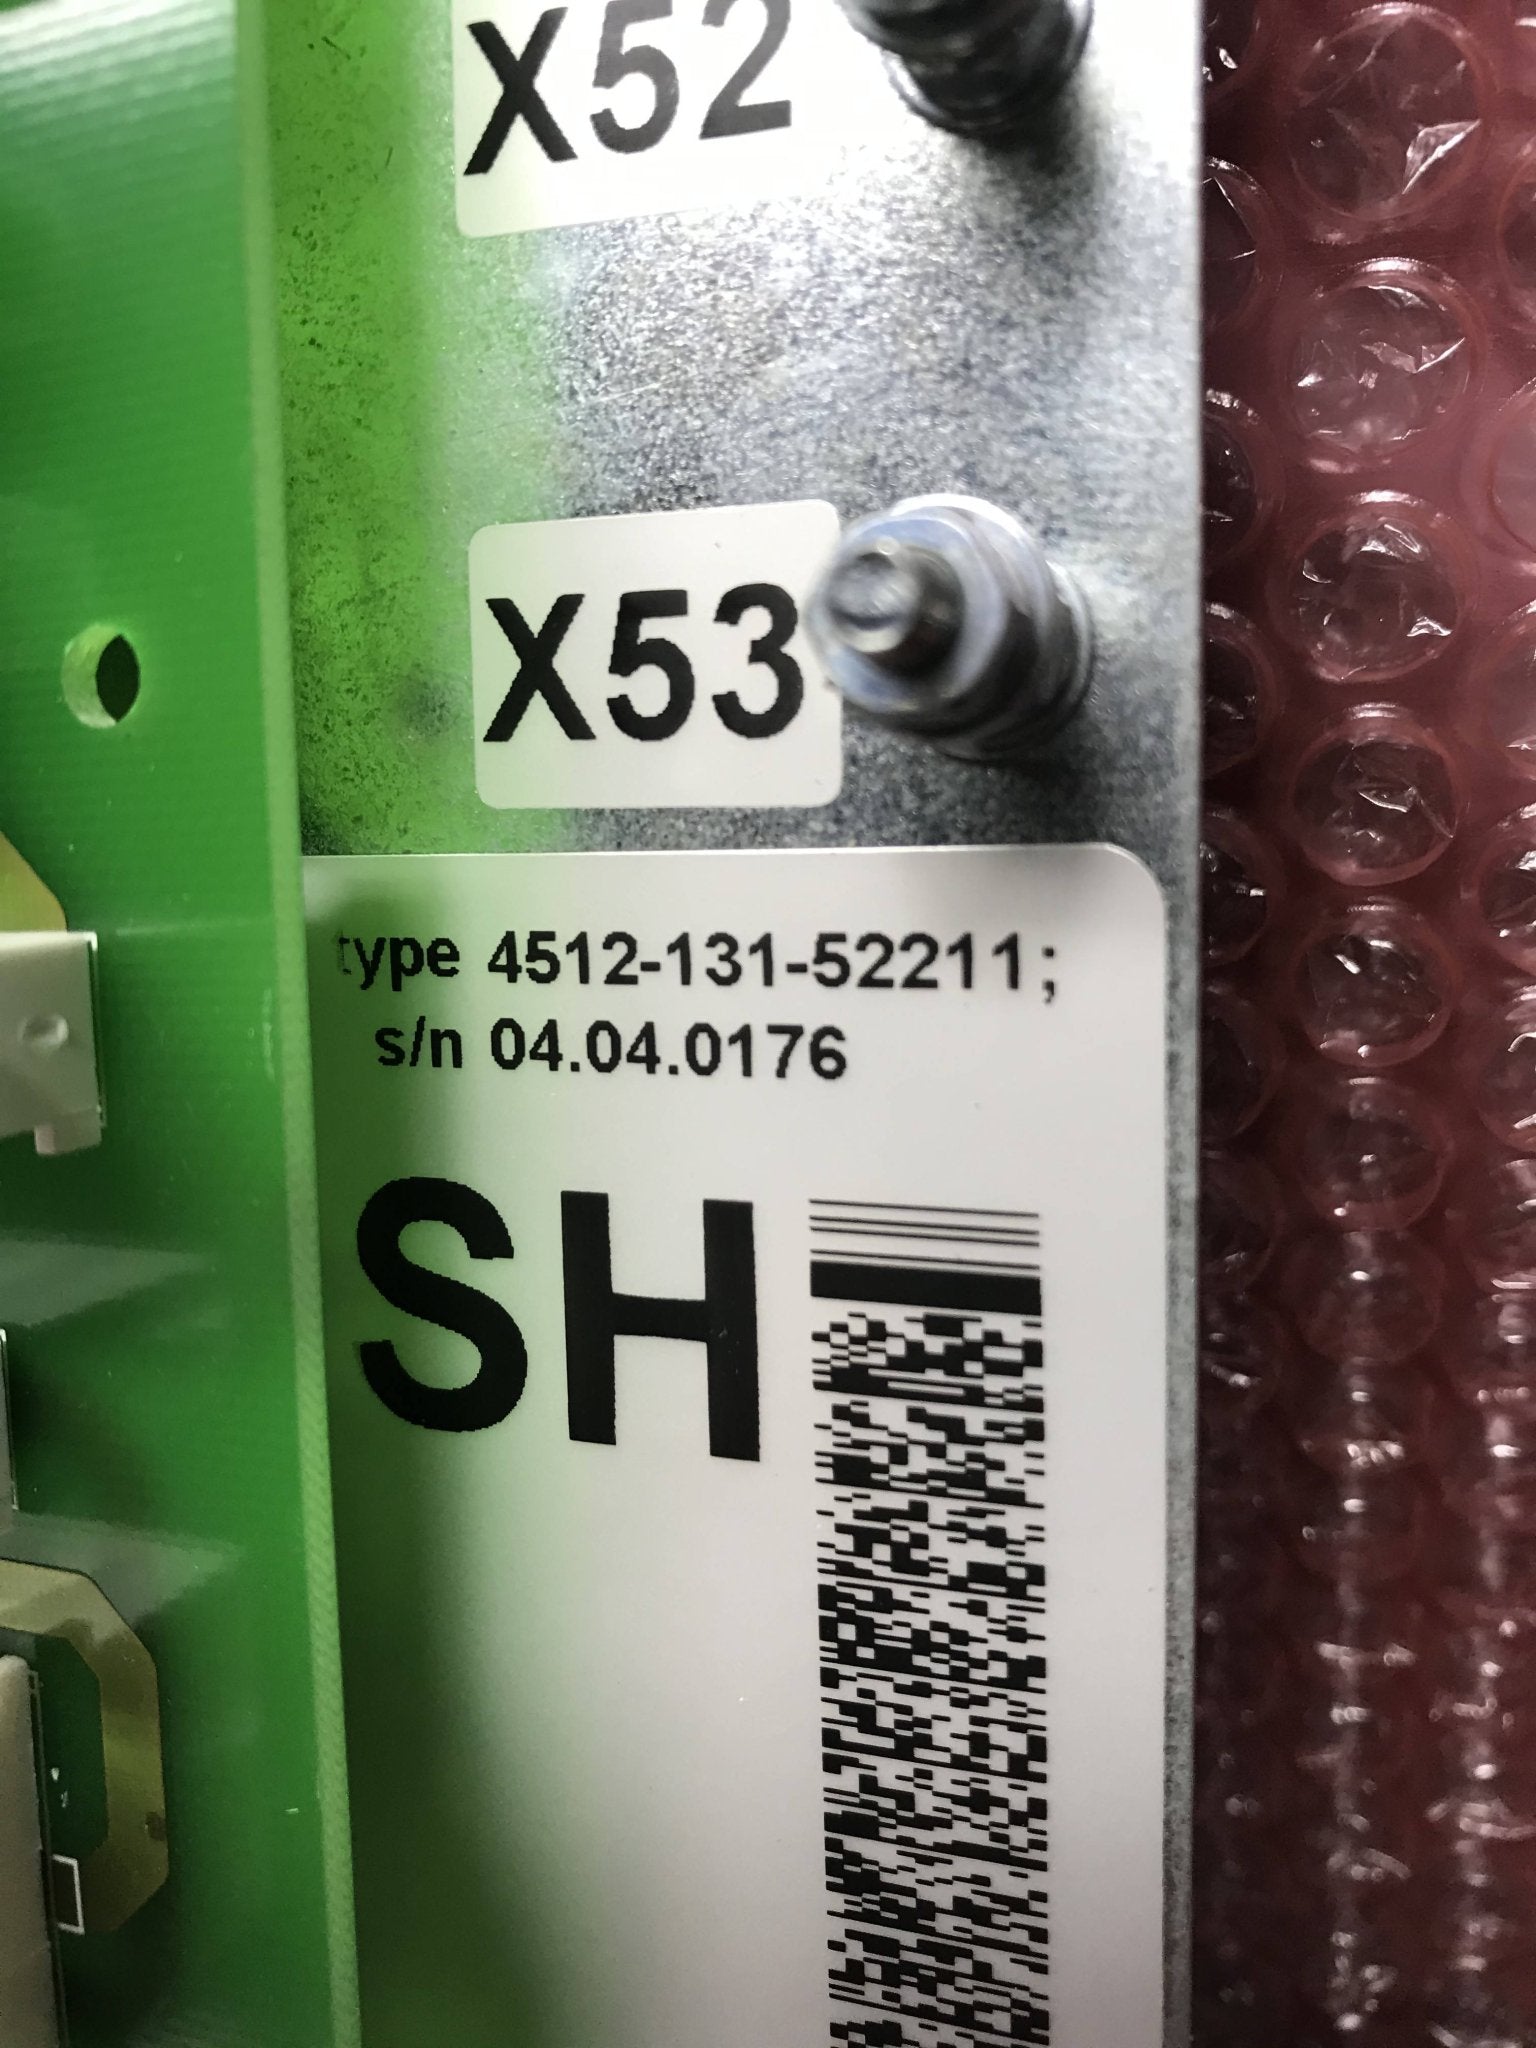 X52
X53
type 4512-131-52211;
s/n 04.04.0176
SH